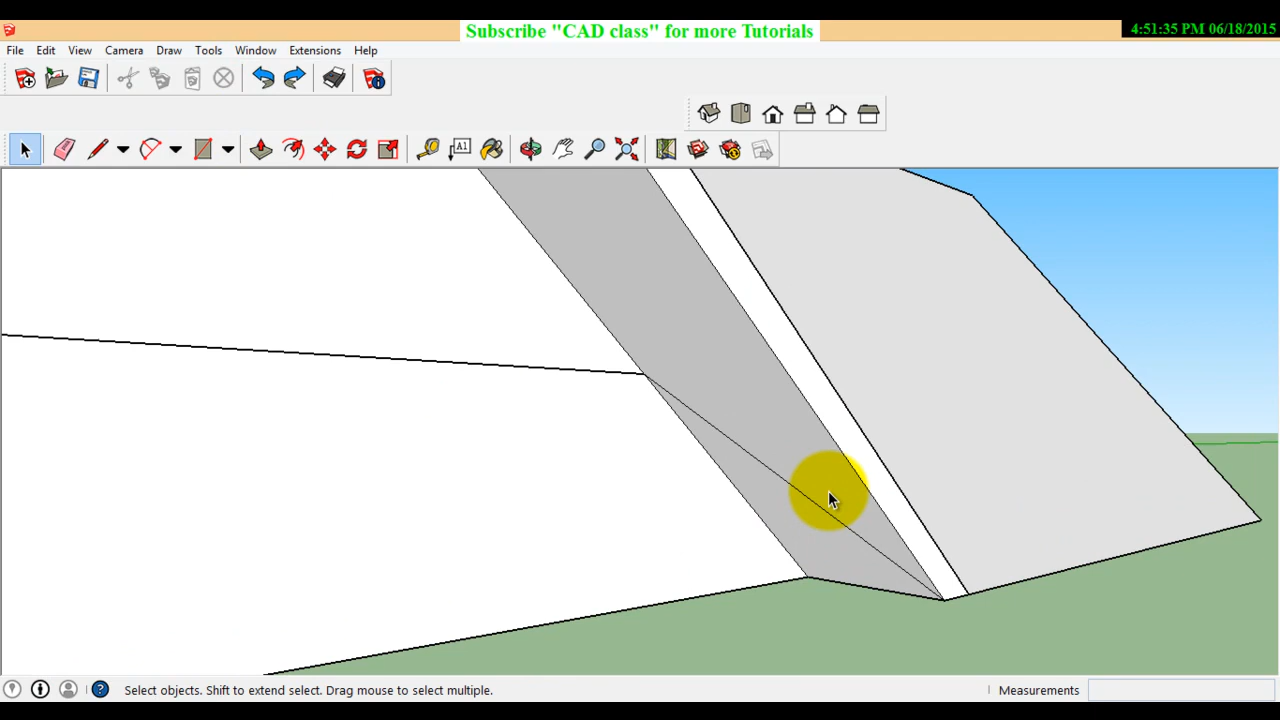 Subscribe "CAD class" for more Tutorials
4:51:35 PM 06/18/2015
File Edit View Camera Draw Tools Window Extensions Help
A1
Select objects. Shift to extend select. Drag mouse to select multiple.
Measurements